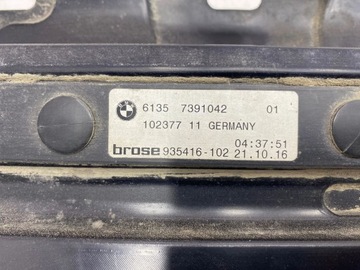 6135 7391042 01
102377 11 GERMANY
04:37:51
brose 935416-102 21.10.16